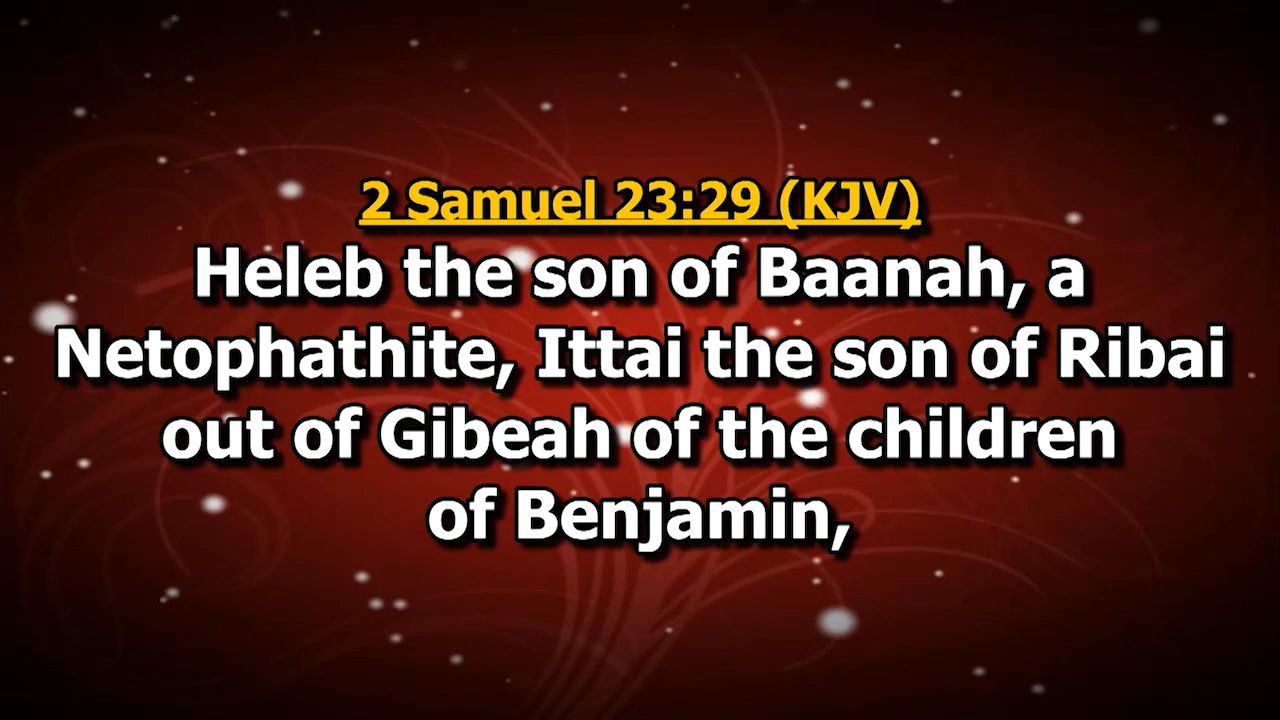 2 Samuel 23:29 (KJV)
Heleb the son of Baanah, a
Netophathite, Ittai the son of Ribai
out of Gibeah of the children
of Benjamin,